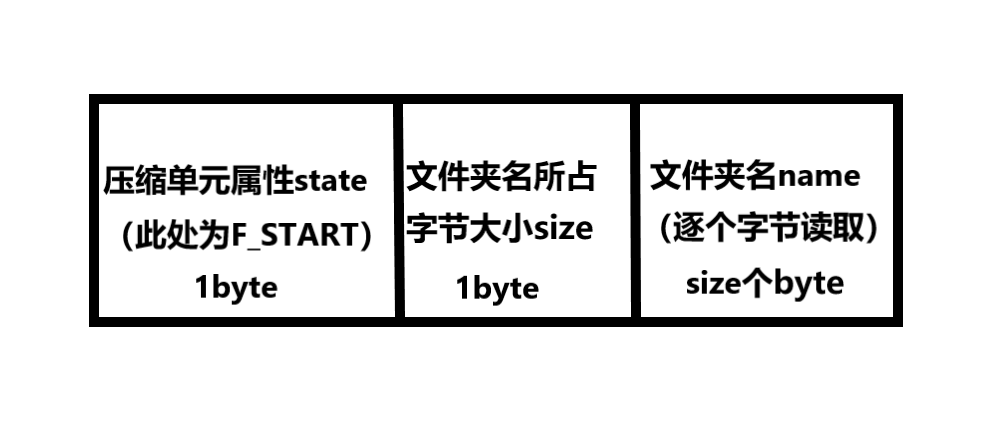 压缩单元属性state
（此处为F_START）
1byte
文件夹名所占
字节大小size
1byte
文件夹名name
（逐个字节读取）
size个byte